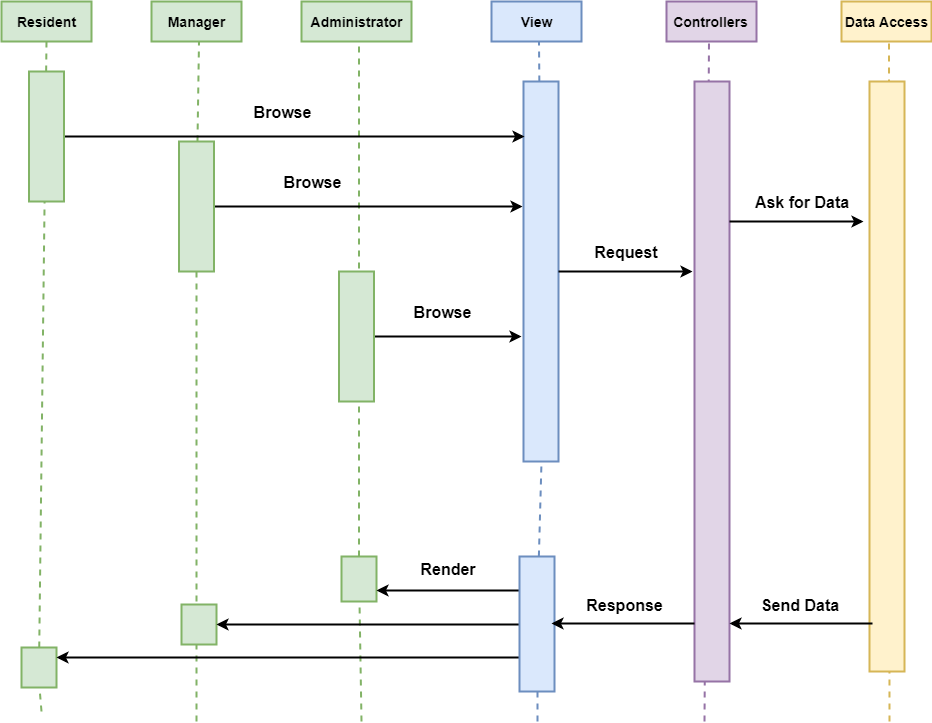 Resident
Manager
Administrator
View
Controllers
Data Access
Browse
Browse
Ask for Data
Request
Browse
Render
Response
Send Data